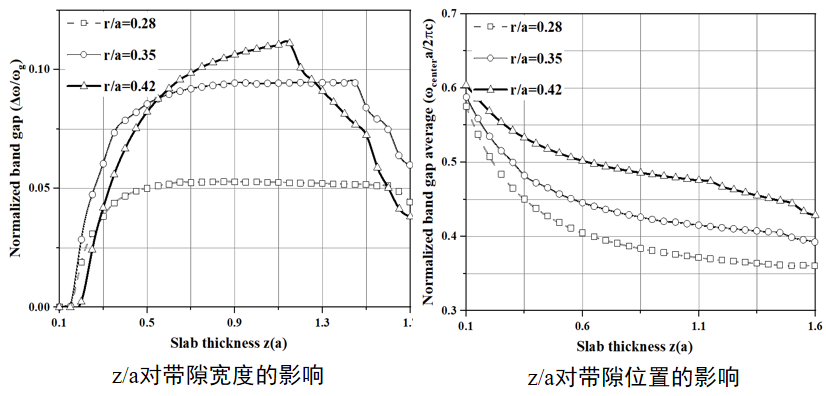 r/a=0.28
r/a=0.35
r/a=0.42
Normalized band gap (Δω/ωg)
0.10
0.05
0.00
0.1
0.5
0.9
1.3
1.
Slab thickness z(a)
z/a对带隙宽度的影响
r/a=0.28
r/a=0.35
r/a=0.42
Normalized band gap average (ωcentera/2πc)
0.7
0.6
0.5
0.4
0.3
0.1
0.6
1.1
1.6
Slab thickness z(a)
z/a对带隙位置的影响